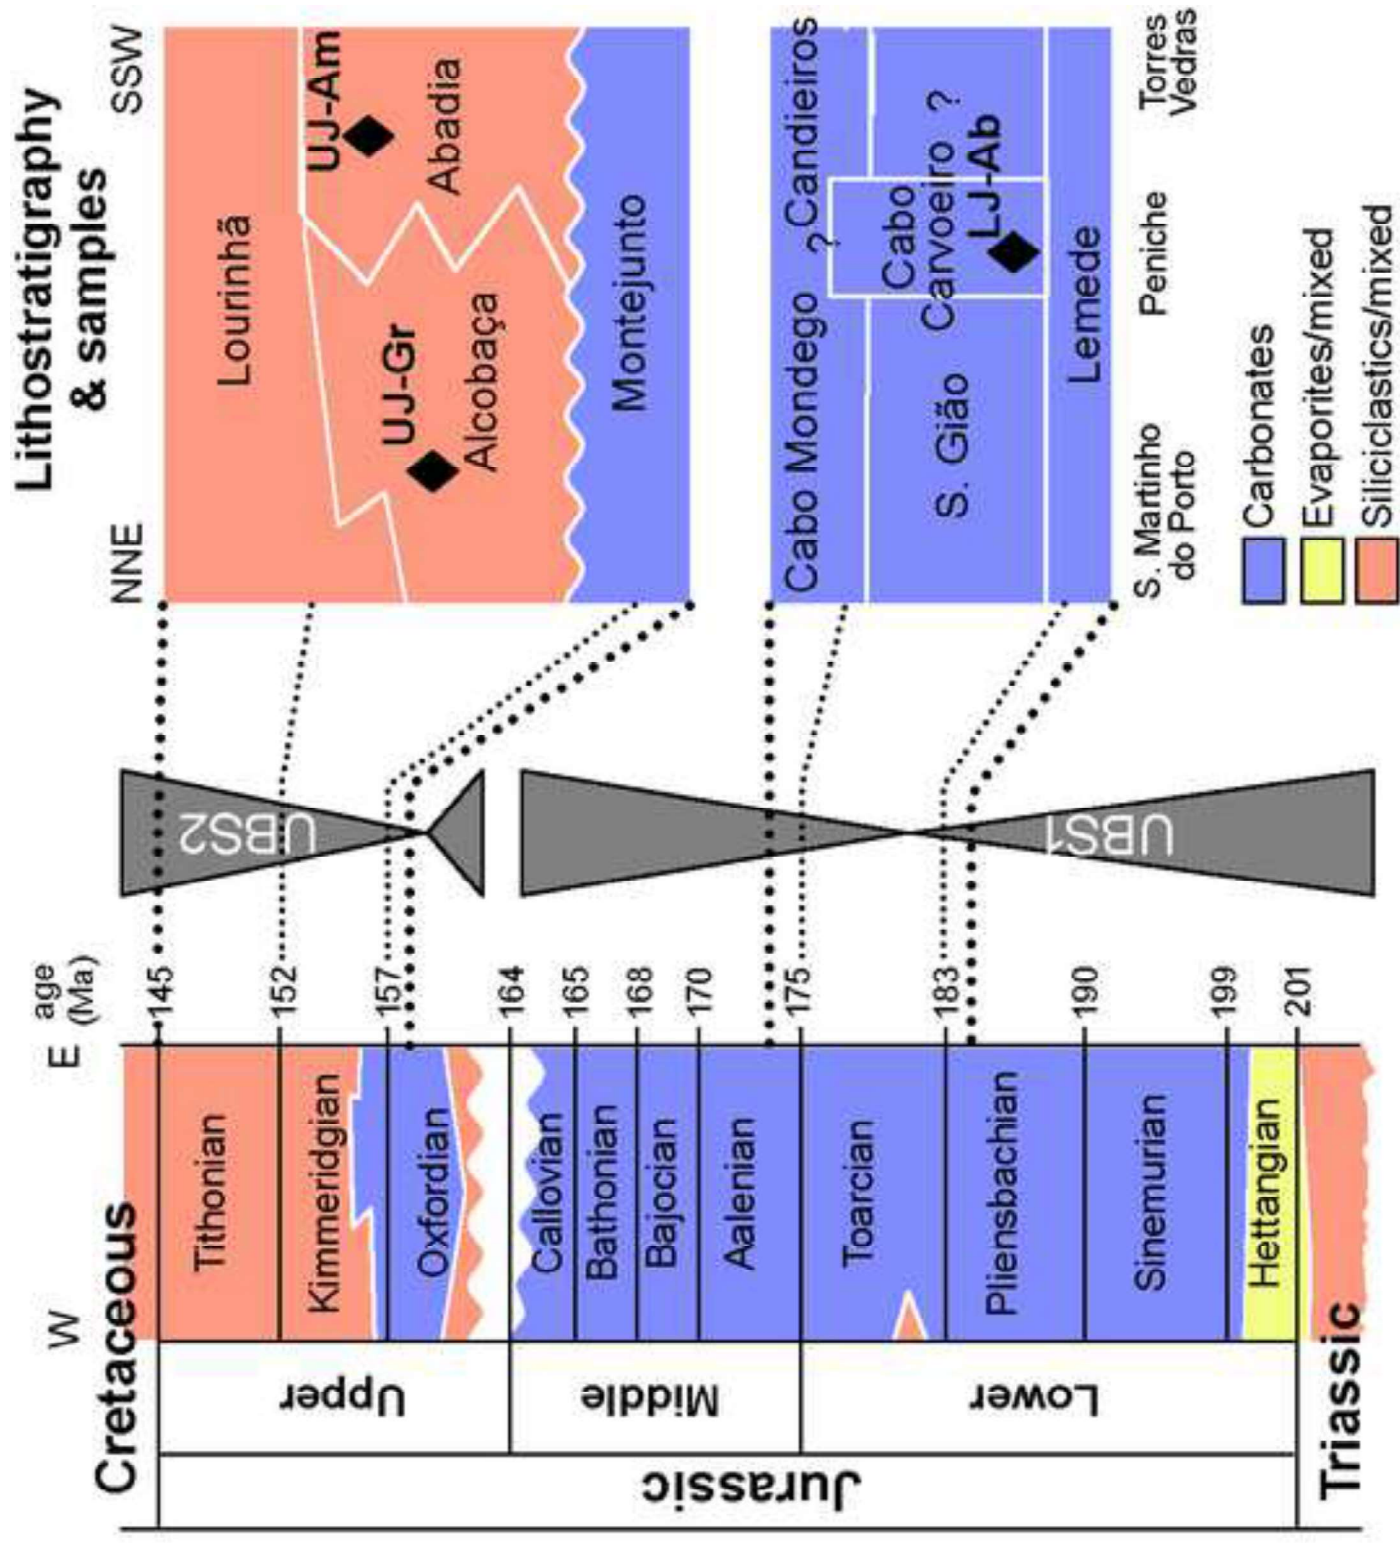 Cretaceous
W
E
age
(Ma)
Lithostratigraphy
& samples
NNE
SSW
Jurassic
Upper
Middle
Lower
Triassic
Tithonian
Kimmeridgian
Oxfordian
Callovian
Bathonian
Bajocian
Aalenian
Toarcian
Pliensbachian
Sinemurian
Hettangian
145
152
157
164
165
168
170
175
183
190
199
201
UBS2
UBS1
Lourinhã
UJ-Am
Abadia
UJ-Gr
Alcobaça
Montejunto
Cabo Mondego ? Candieiros
S. Gião
Cabo
Carvoeiro ?
LJ-Ab
Lemede
S. Martinho
do Porto
Peniche
Torres
Vedras
Carbonates
Evaporites/mixed
Siliciclastics/mixed